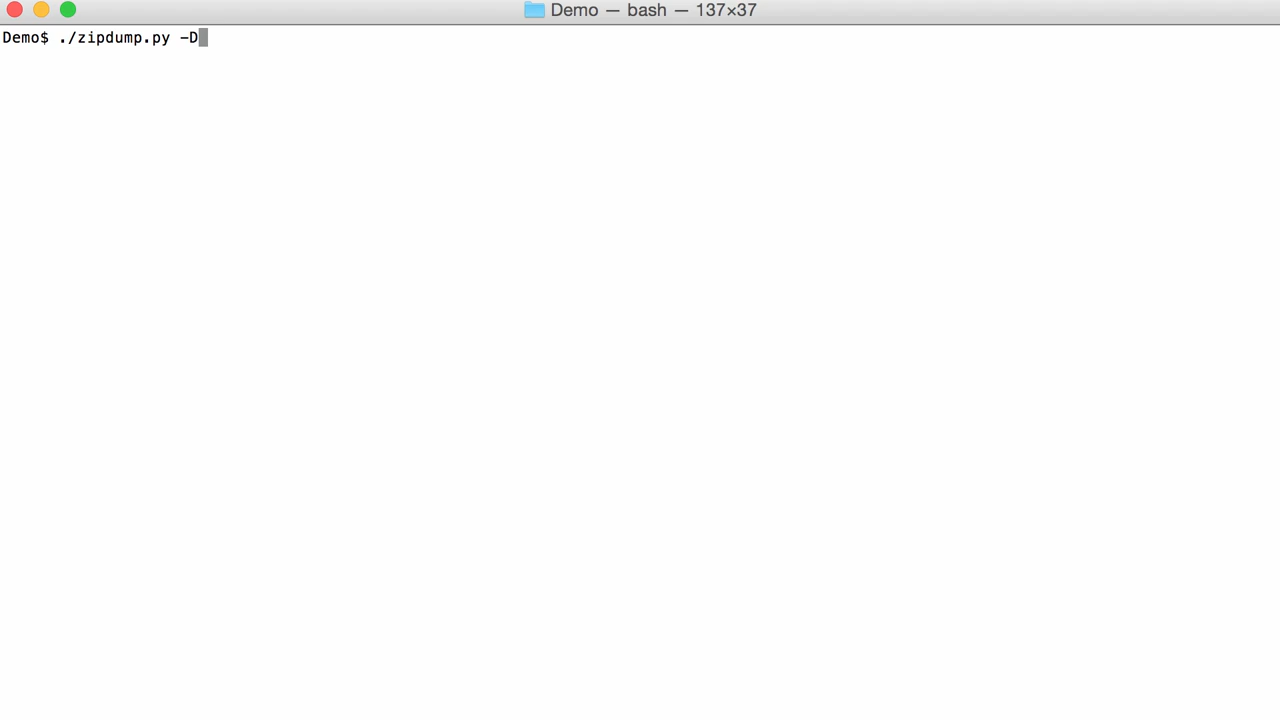 Demo — bash — 137×37
Demo$ ./zipdump.py -D